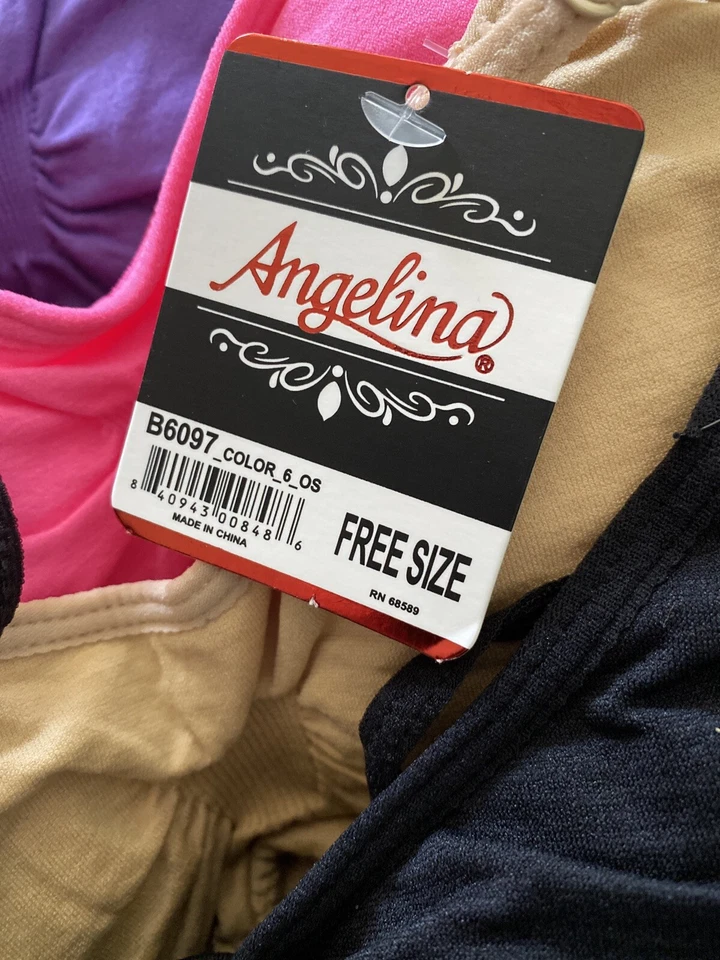 Angelina®
B6097_COLOR_6_OS
8 40943 00848 6
MADE IN CHINA
FREE SIZE
RN 68589